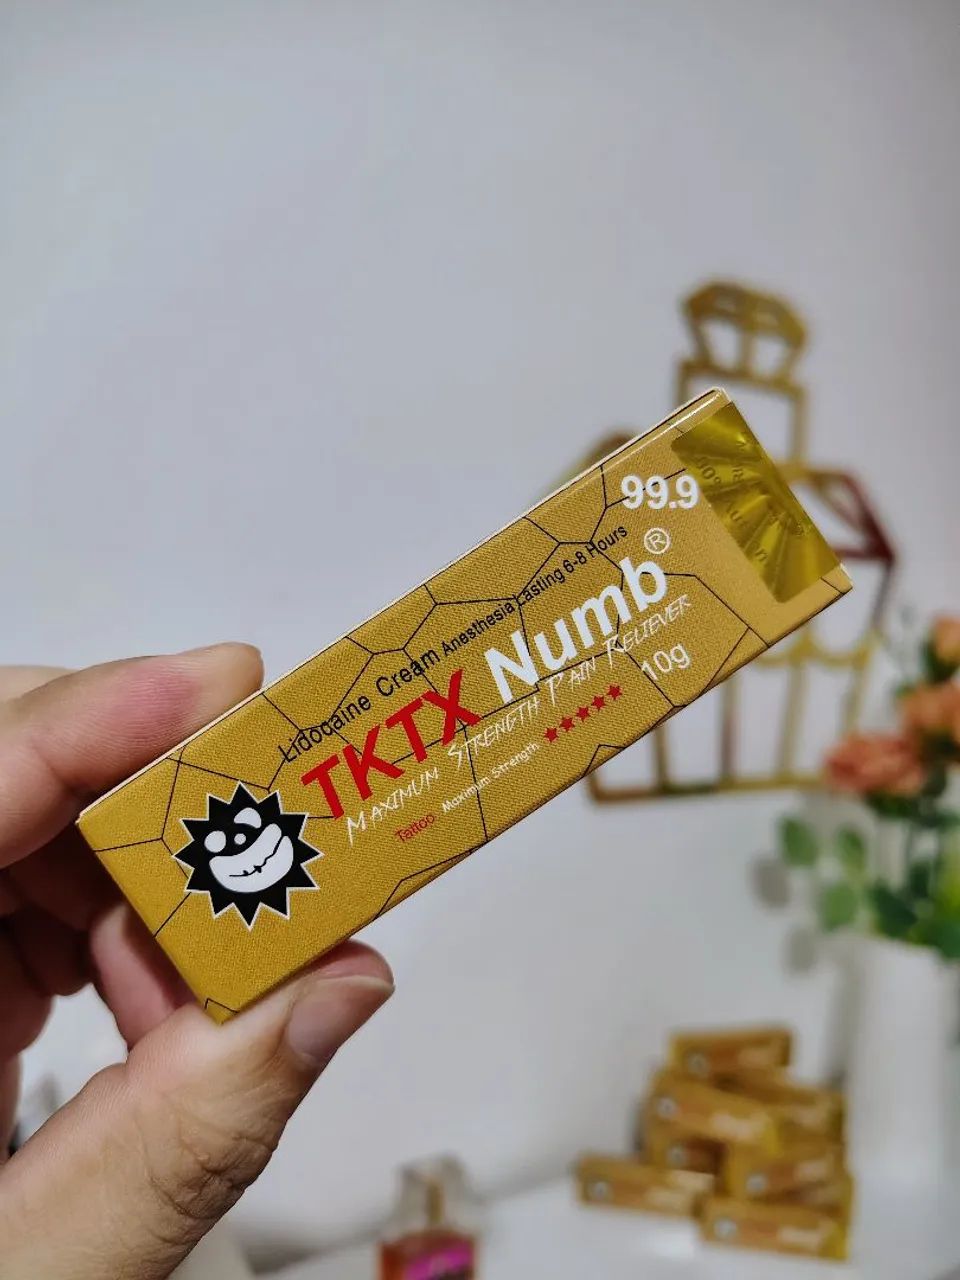 99.9
Lidocaine Cream Anesthesia Lasting 6-8 Hours
TKTX Numb®
MAXIMUM STRENGTH PAIN RELIEVER
Tattoo Maximum Strength ★★★★★ 10g